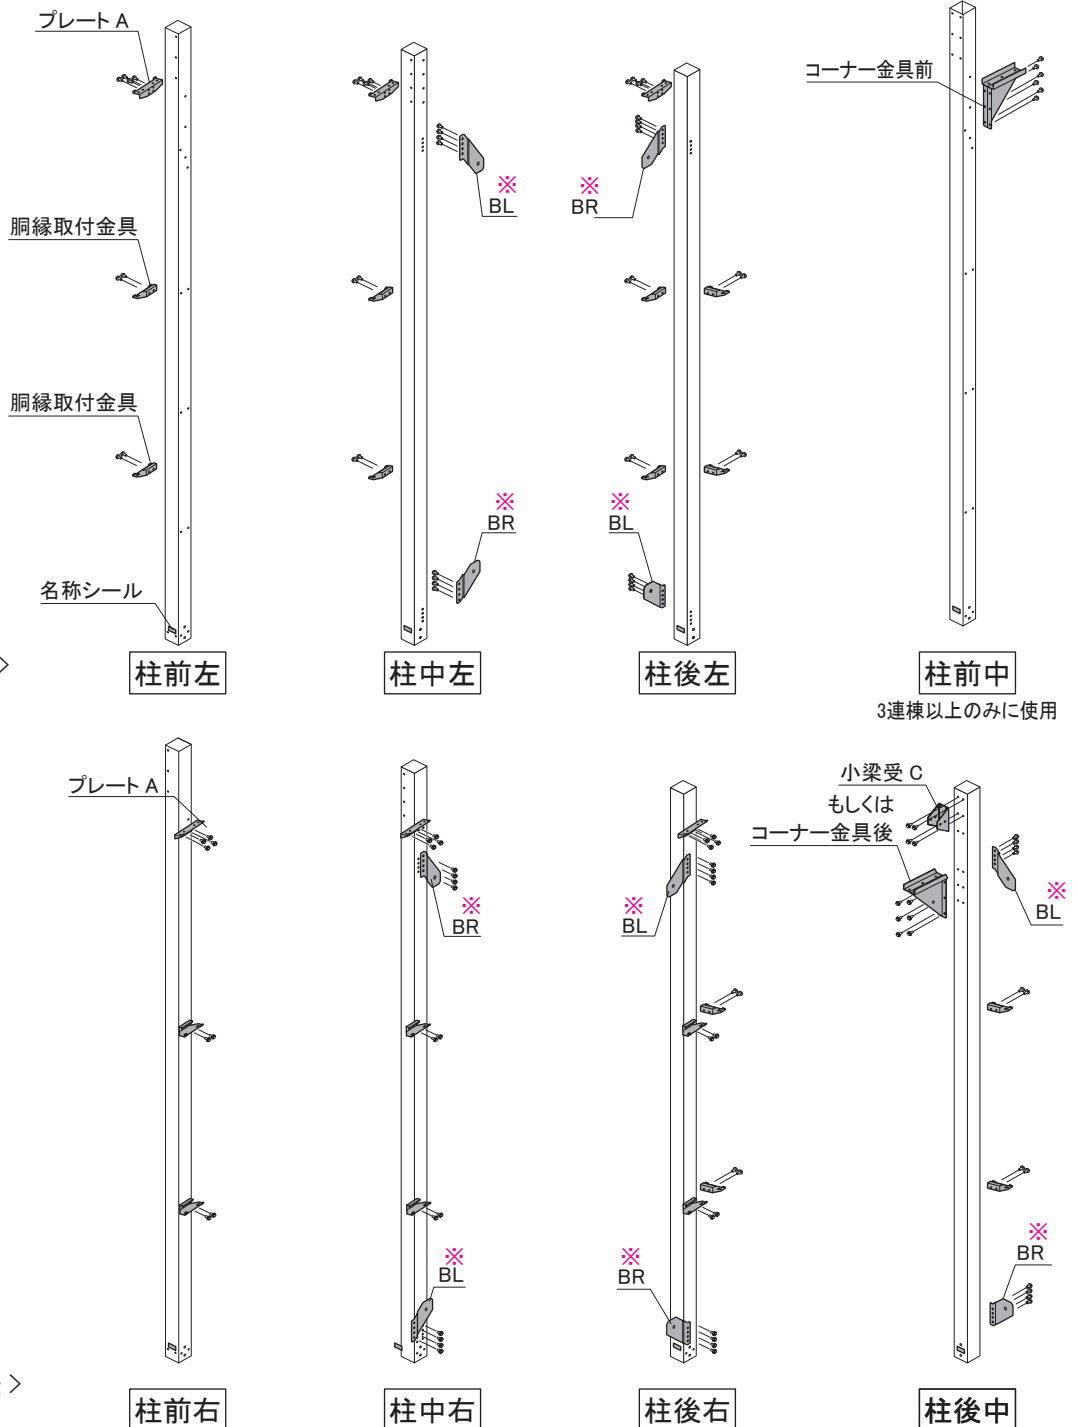 プレート A
コーナー金具前
※
BL
※
BR
胴縁取付金具
胴縁取付金具
※
BR
※
BL
名称シール
柱前左
柱中左
柱後左
柱前中
3連棟以上のみに使用
プレート A
小梁受 C
もしくは
コーナー金具後
※
BR
※
BL
※
BL
※
BL
※
BR
※
BR
柱前右
柱中右
柱後右
柱後中